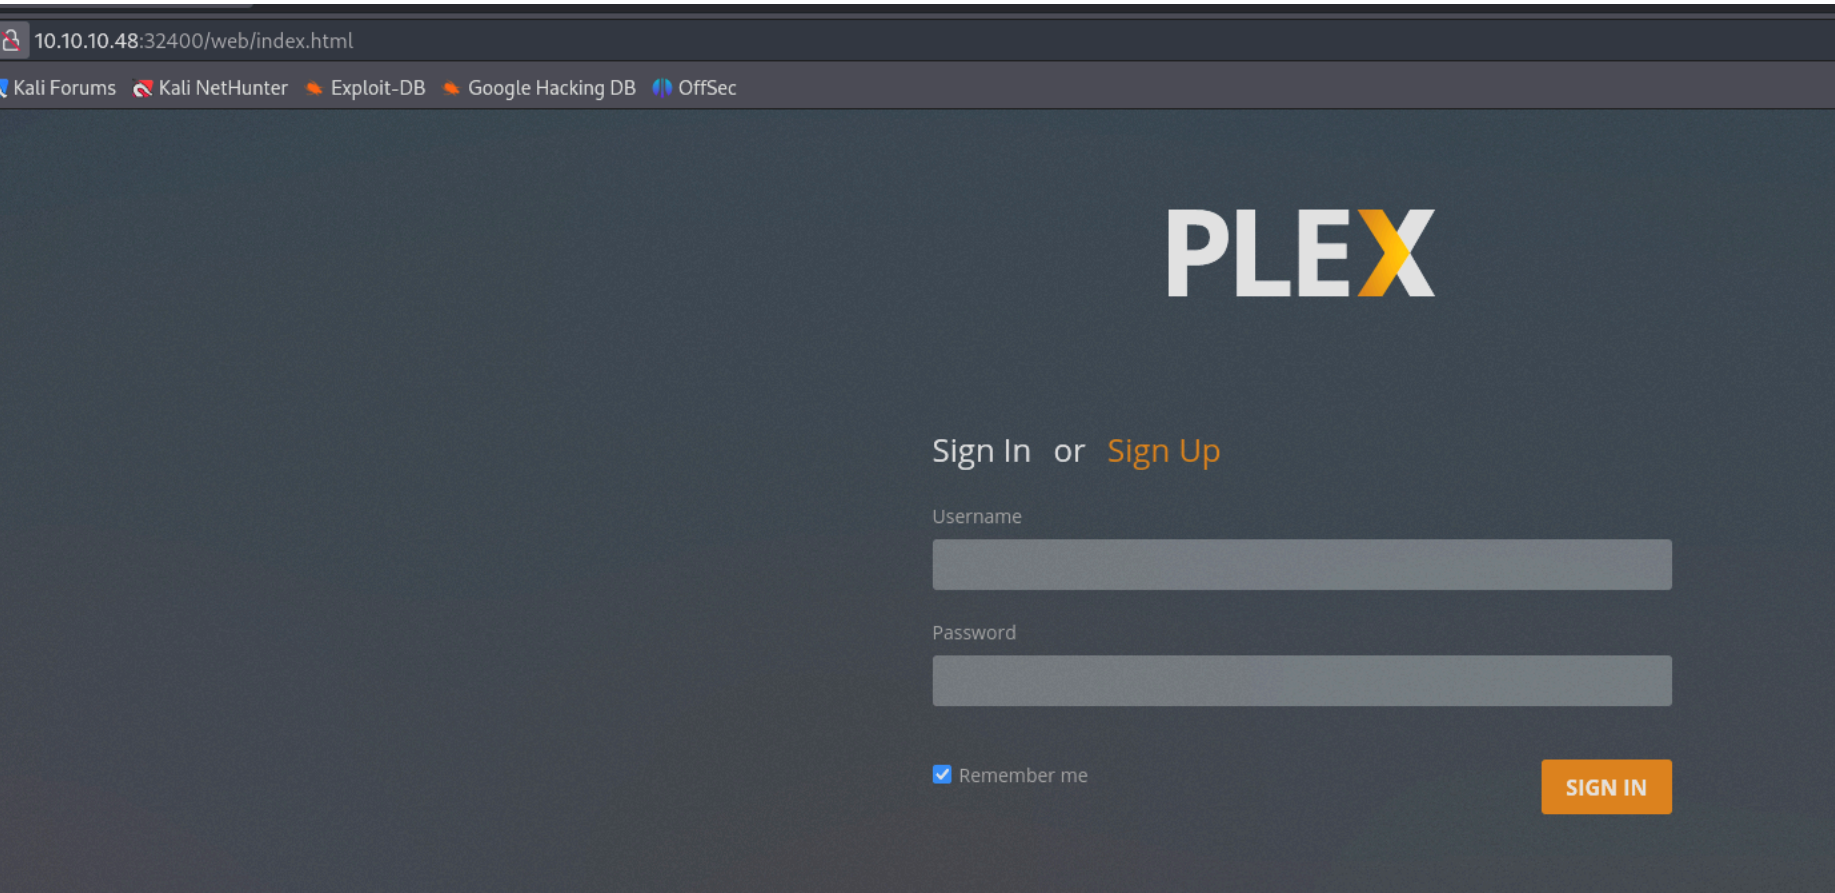 10.10.10.48:32400/web/index.html
Kali Forums Kali NetHunter Exploit-DB Google Hacking DB OffSec
PLEX
Sign In or Sign Up
Username
Password
Remember me
SIGN IN